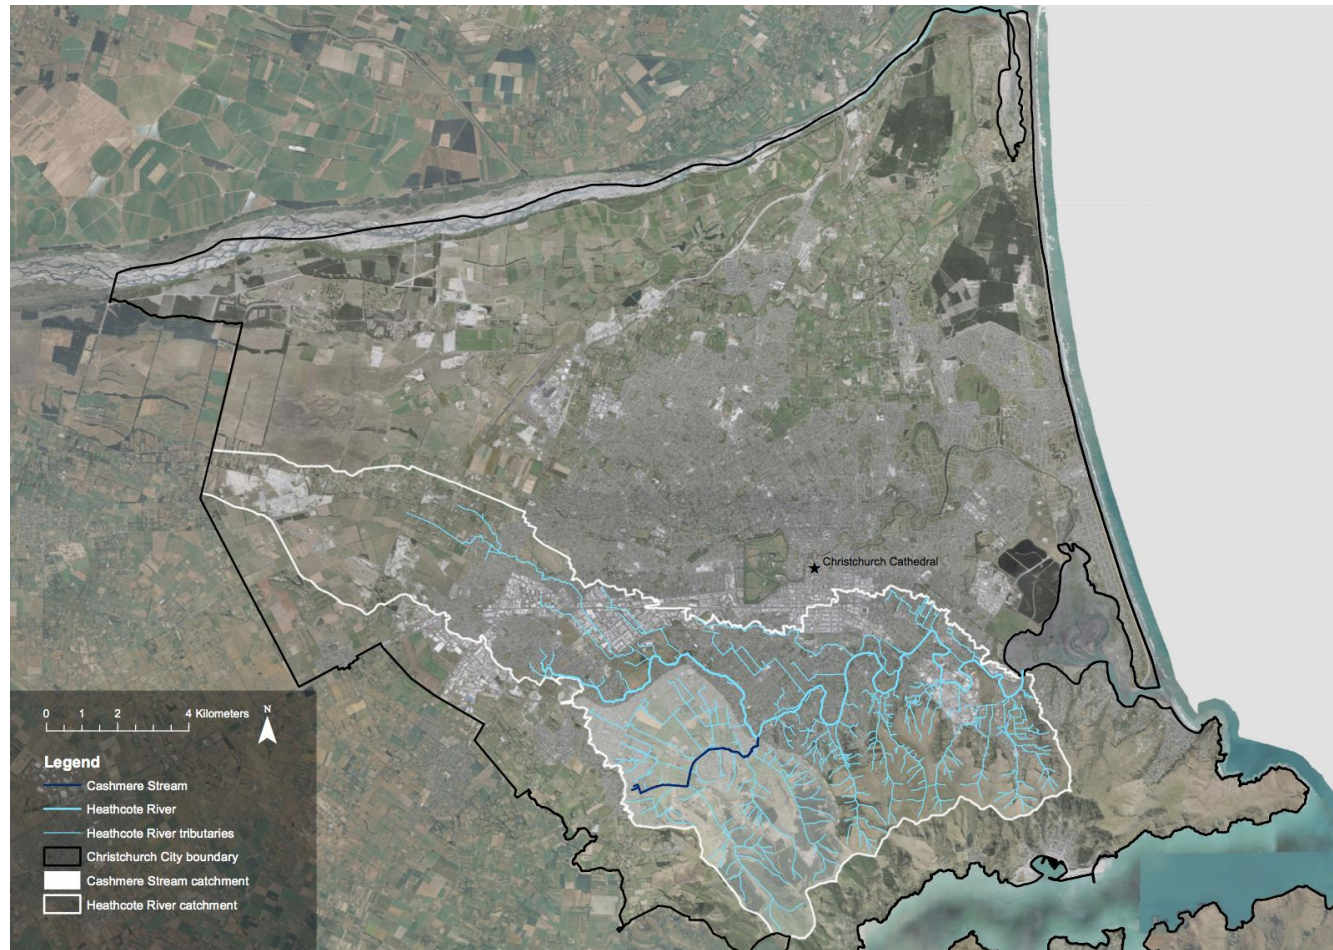 Christchurch Cathedral
0 1 2 4 Kilometers
N
Legend
Cashmere Stream
Heathcote River
Heathcote River tributaries
Christchurch City boundary
Cashmere Stream catchment
Heathcote River catchment